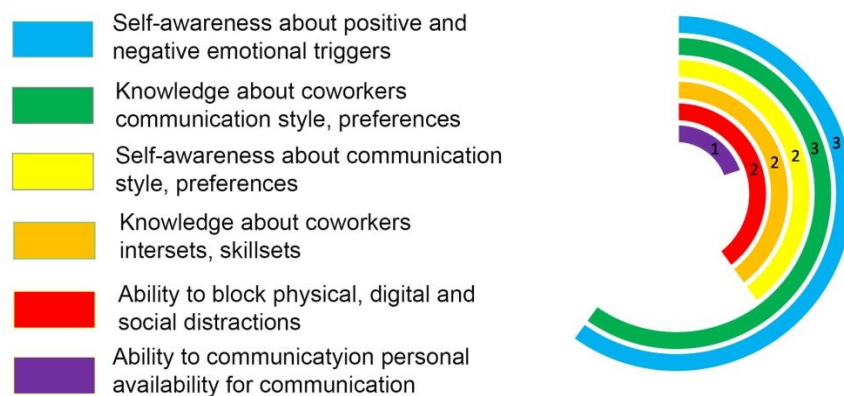 Self-awareness about positive and
negative emotional triggers
Knowledge about coworkers
communication style, preferences
Self-awareness about communication
style, preferences
Knowledge about coworkers
intersets, skillsets
Ability to block physical, digital and
social distractions
Ability to communicatyion personal
availability for communication
1 2 2 2 3 3